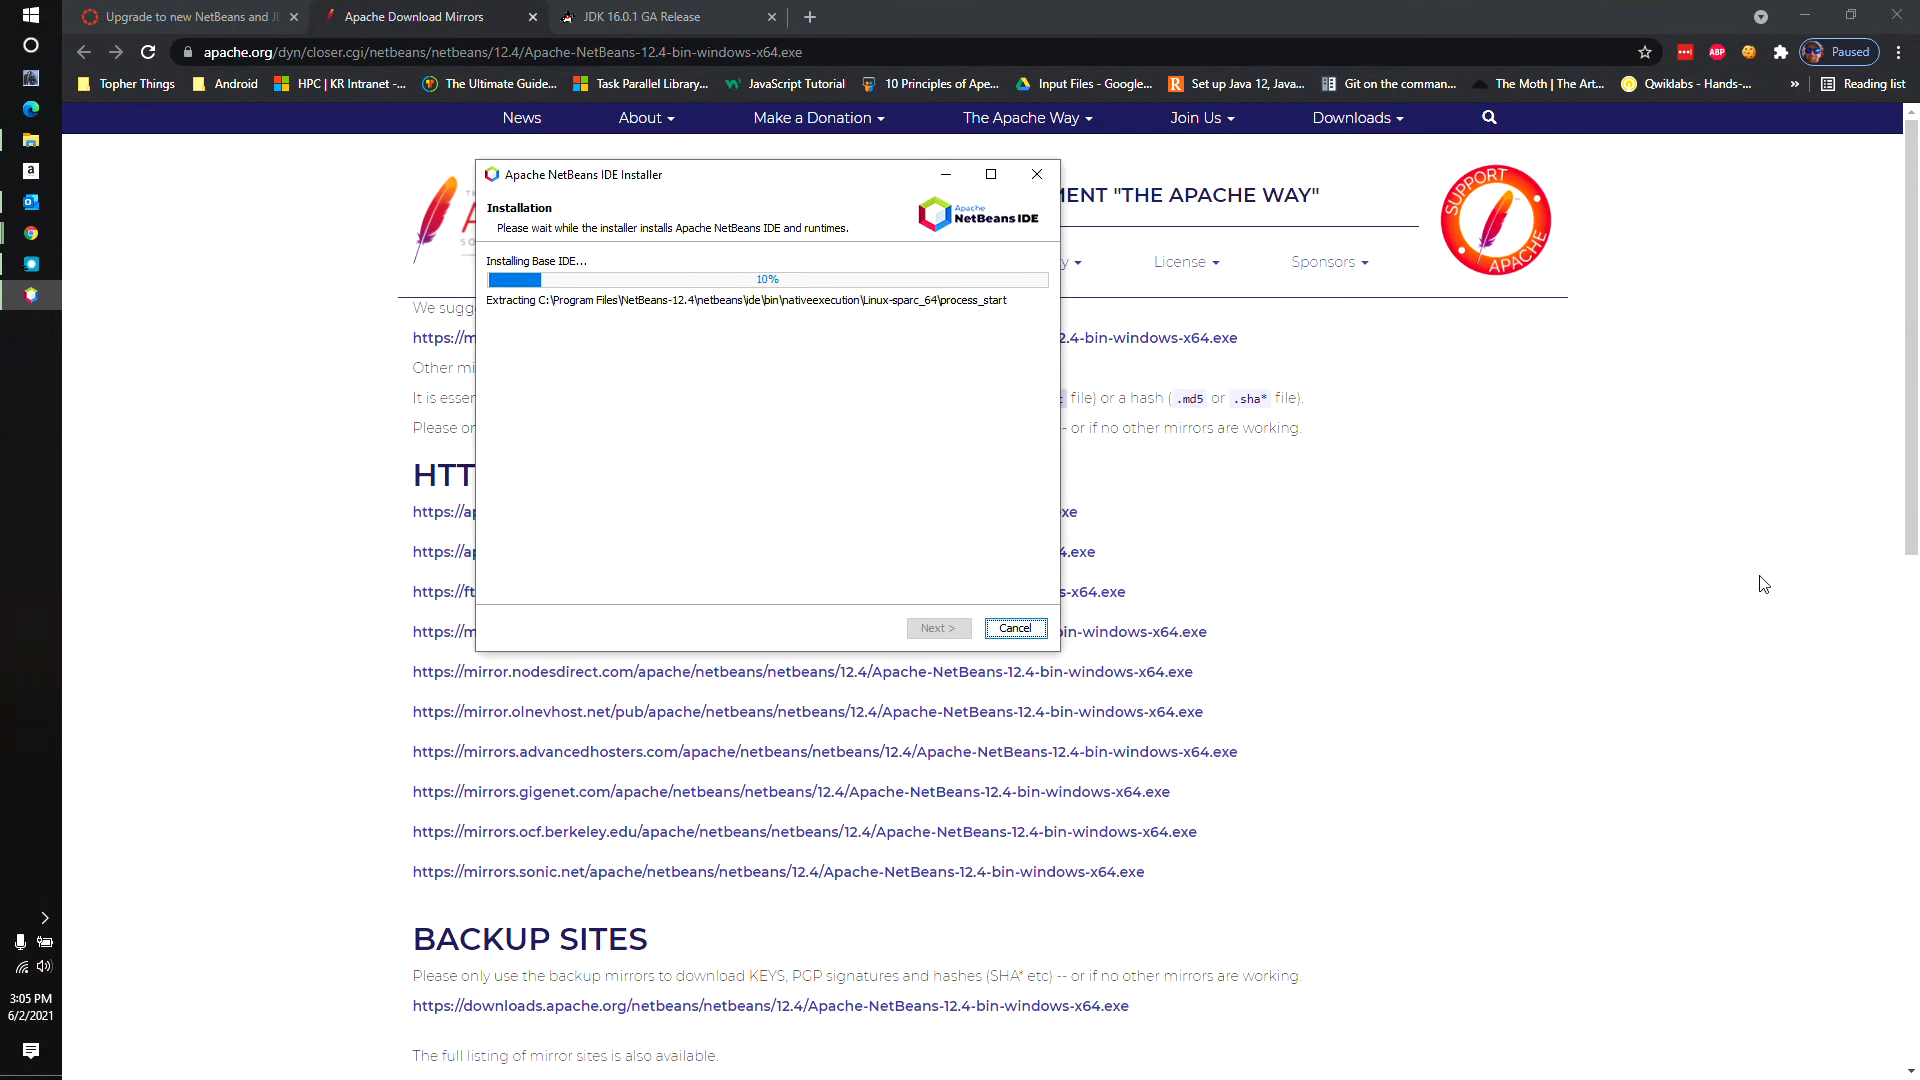 Upgrade to new NetBeans and J
Apache Download Mirrors
JDK 16.0.1 GA Release
apache.org/dyn/closer.cgi/netbeans/netbeans/12.4/Apache-NetBeans-12.4-bin-windows-x64.exe
ABP
Paused
Topher Things
Android
HPC | KR Intranet -...
The Ultimate Guide...
Task Parallel Library...
JavaScript Tutorial
10 Principles of Ape...
Input Files - Google...
Set up Java 12, Java...
Git on the comman...
The Moth | The Art...
Qwiklabs - Hands-...
»
Reading list
News
About
Make a Donation
The Apache Way
Join Us
Downloads
Apache NetBeans IDE Installer
Installation
Please wait while the installer installs Apache NetBeans IDE and runtimes.
Apache
NetBeans IDE
Installing Base IDE...
10%
Extracting C:\Program Files\NetBeans-12.4\netbeans\ide\bin\nativeexecution\Linux-sparc_64\process_start
Next >
Cancel
MENT "THE APACHE WAY"
SUPPORT
APACHE
y
License
Sponsors
We sugg
https://m
2.4-bin-windows-x64.exe
Other mi
It is esser
file) or a hash ( .md5 or .sha* file).
Please or
- or if no other mirrors are working.
HTT
https://ap
xe
https://ap
4.exe
https://ft
s-x64.exe
https://m
in-windows-x64.exe
https://mirror.nodesdirect.com/apache/netbeans/netbeans/12.4/Apache-NetBeans-12.4-bin-windows-x64.exe
https://mirror.olnevhost.net/pub/apache/netbeans/netbeans/12.4/Apache-NetBeans-12.4-bin-windows-x64.exe
https://mirrors.advancedhosters.com/apache/netbeans/netbeans/12.4/Apache-NetBeans-12.4-bin-windows-x64.exe
https://mirrors.gigenet.com/apache/netbeans/netbeans/12.4/Apache-NetBeans-12.4-bin-windows-x64.exe
https://mirrors.ocf.berkeley.edu/apache/netbeans/netbeans/12.4/Apache-NetBeans-12.4-bin-windows-x64.exe
https://mirrors.sonic.net/apache/netbeans/netbeans/12.4/Apache-NetBeans-12.4-bin-windows-x64.exe
BACKUP SITES
Please only use the backup mirrors to download KEYS, PGP signatures and hashes (SHA* etc) -- or if no other mirrors are working.
https://downloads.apache.org/netbeans/netbeans/12.4/Apache-NetBeans-12.4-bin-windows-x64.exe
The full listing of mirror sites is also available.
3:05 PM
6/2/2021